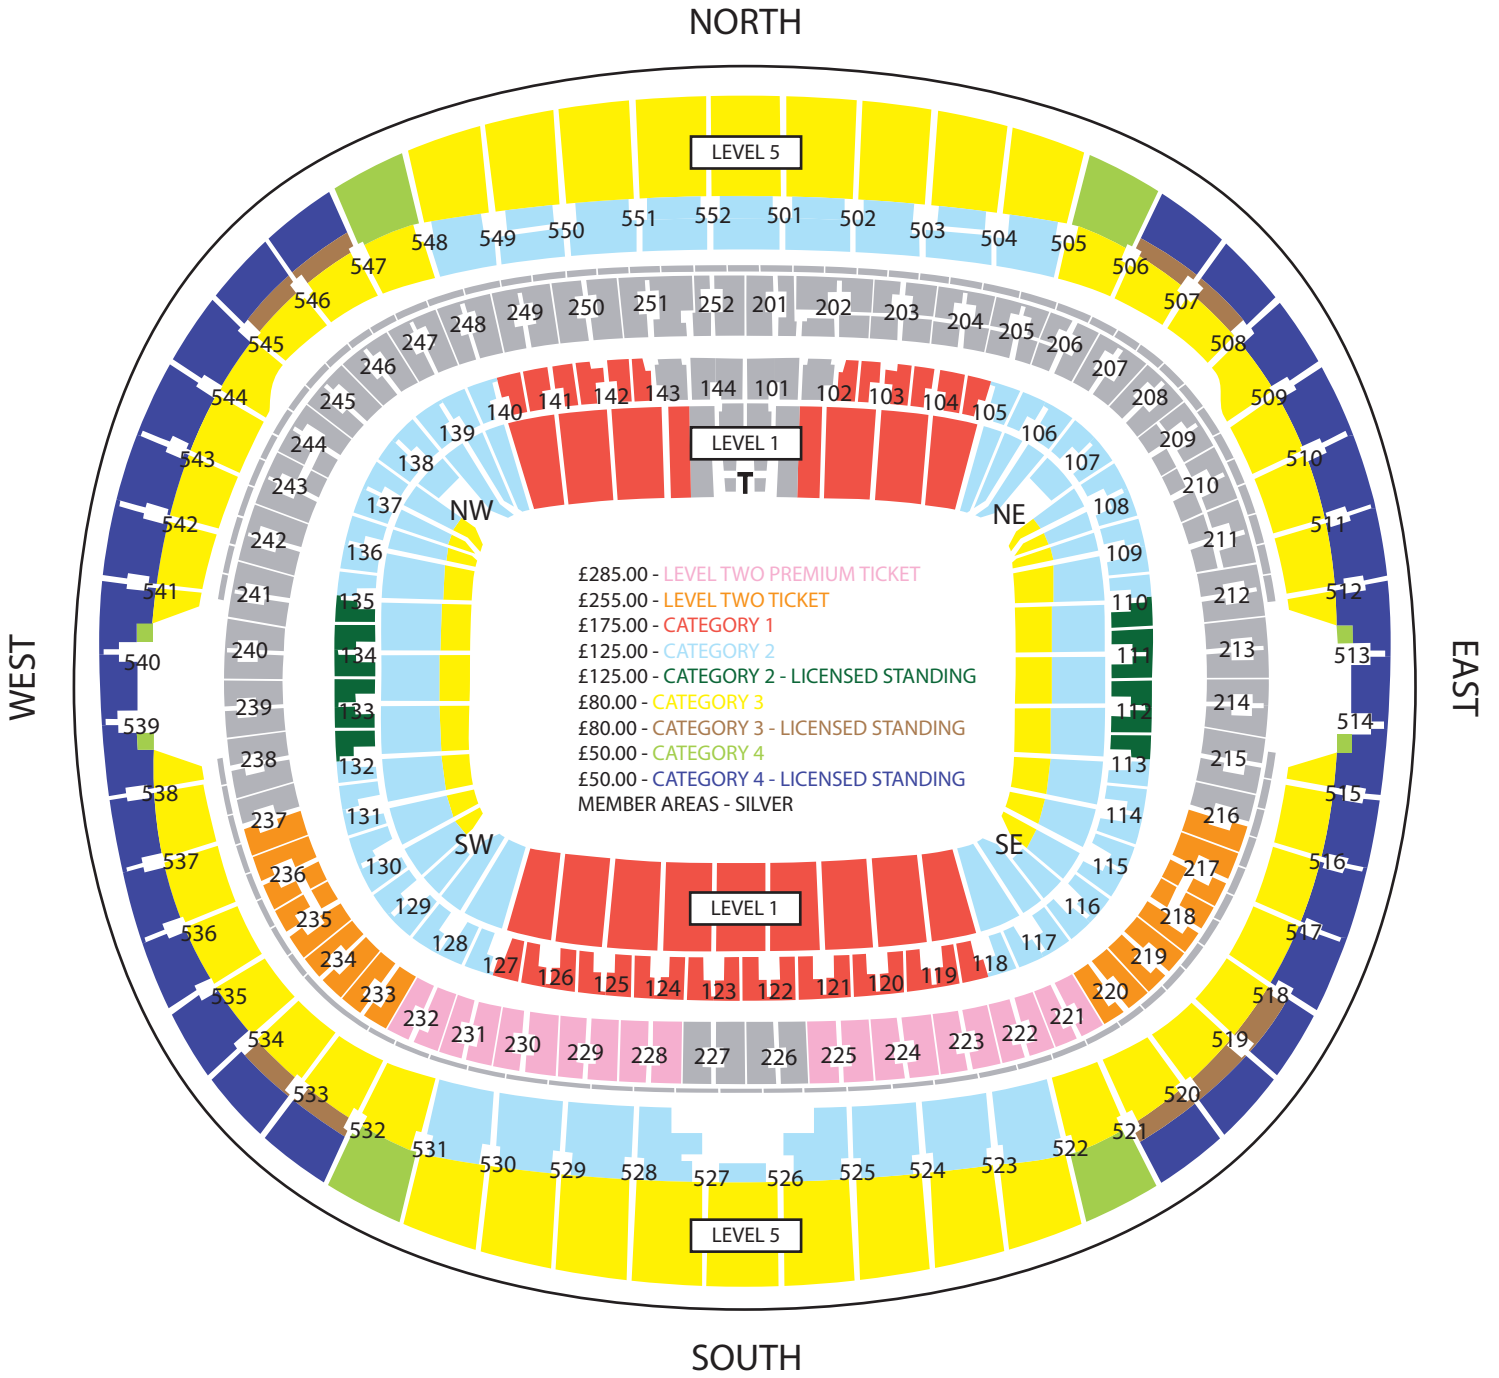 NORTH
LEVEL 5
551 552 501 502
549 550 503 504
548 505
547 506
546 507
545 508
544 509
543 510
542 511
541 512
249 250 251 252 201 202 203
248 204 205
247 206
246 207
245 208
244 209
243 210
242 211
241 212
240 213
239 214
238 215
237 216
140 141 142 143 144 101 102 103 104 105
139 106
138 107
137 108
136 109
135 110
134 111
133 112
132 113
131 114
130 115
129 116
128 117
LEVEL 1
T
NW NE
£285.00 - LEVEL TWO PREMIUM TICKET
£255.00 - LEVEL TWO TICKET
£175.00 - CATEGORY 1
£125.00 - CATEGORY 2
£125.00 - CATEGORY 2 - LICENSED STANDING
£80.00 - CATEGORY 3
£80.00 - CATEGORY 3 - LICENSED STANDING
£50.00 - CATEGORY 4
£50.00 - CATEGORY 4 - LICENSED STANDING
MEMBER AREAS - SILVER
WEST
EAST
540 513
539 514
538 515
537 516
536 517
535 518
534 519
533 520
532 521
SW SE
LEVEL 1
127 126 125 124 123 122 121 120 119 118
236 217
235 218
234 219
233 220
232 231 230 229 228 227 226 225 224 223 222 221
531 530 529 528 527 526 525 524 523 522
LEVEL 5
SOUTH